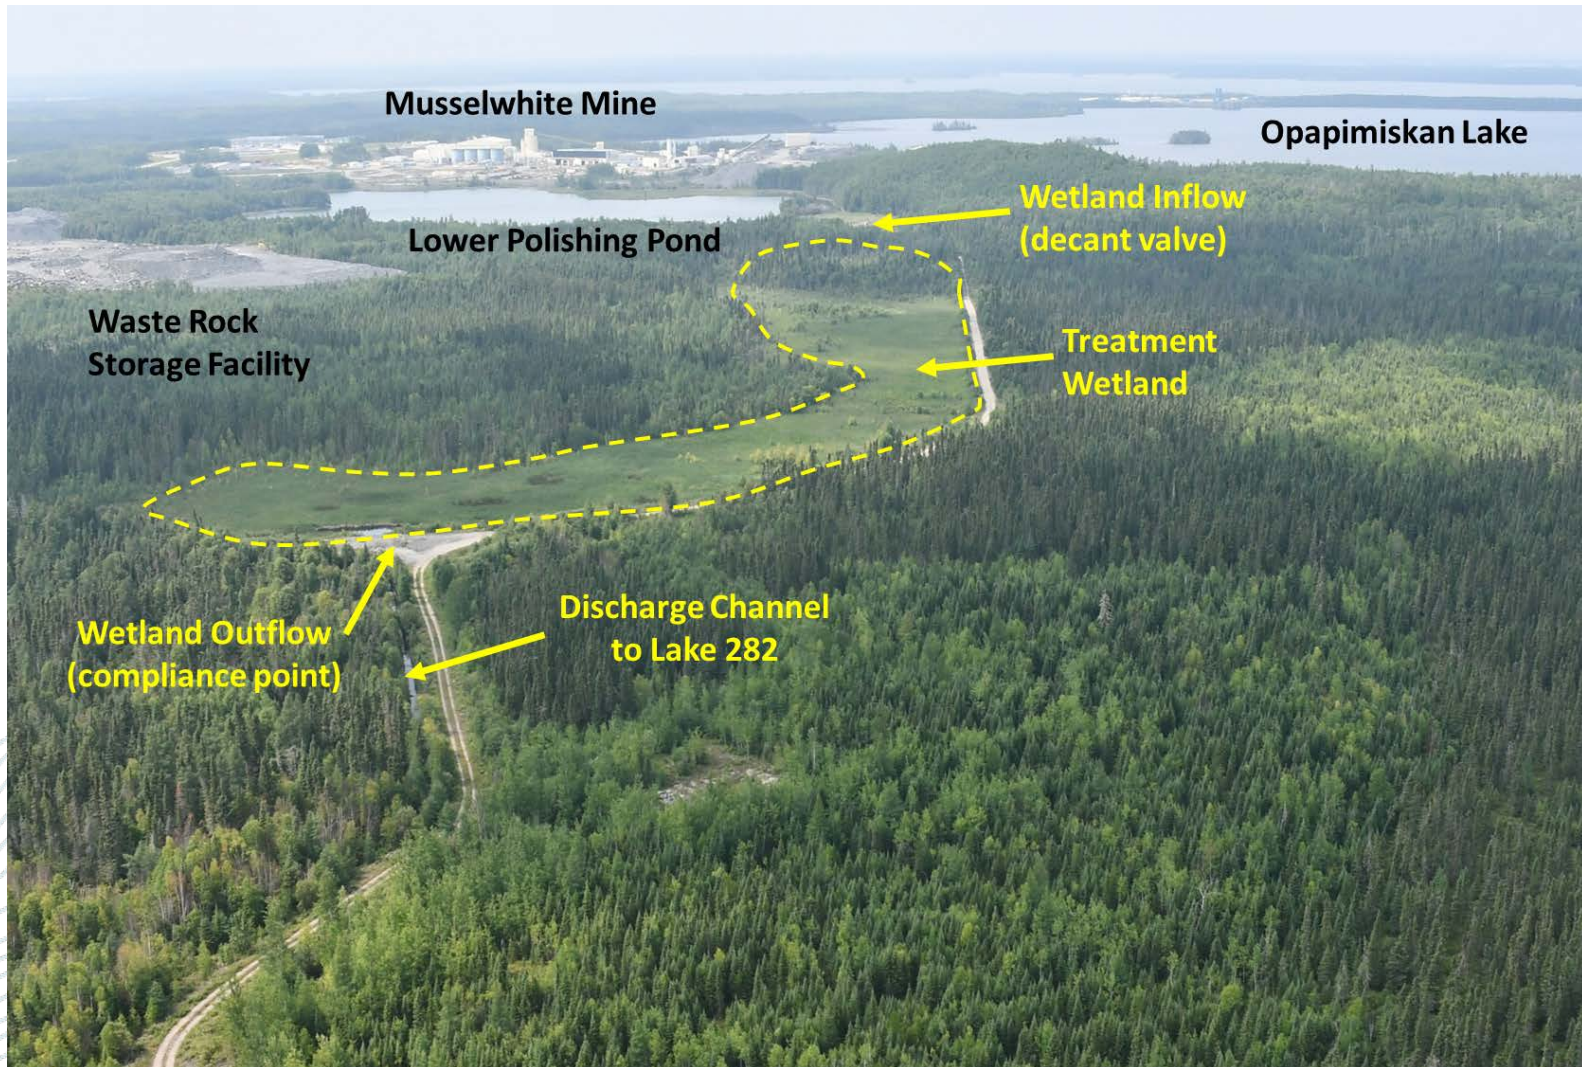 Musselwhite Mine
Opapimiskan Lake
Wetland Inflow
(decant valve)
Lower Polishing Pond
Waste Rock
Storage Facility
Treatment
Wetland
Discharge Channel
to Lake 282
Wetland Outflow
(compliance point)